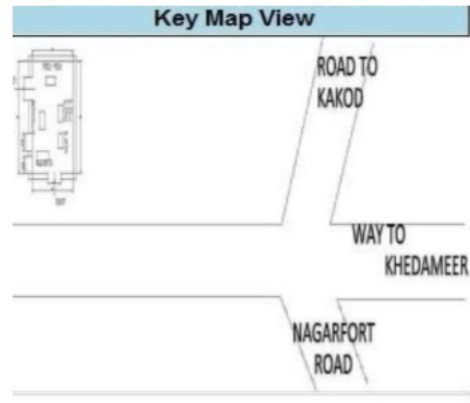 Key Map View
ROAD TO
KAKOD
WAY TO
KHEDAMEER
NAGARFORT
ROAD